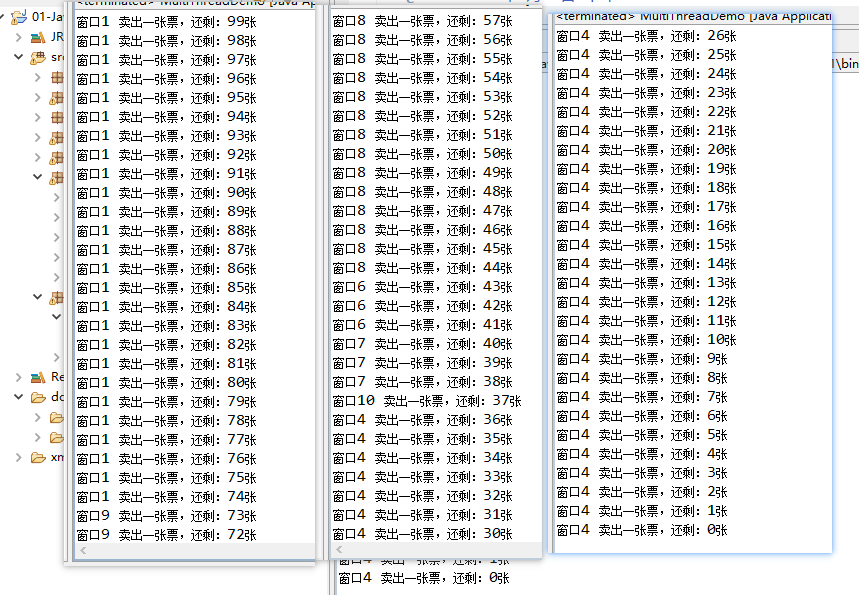 01-Ja
JR
sr
Re
do
xm
<terminated> MultiThreadDemo [Java App
窗口1 卖出一张票，还剩：99张
窗口1 卖出一张票，还剩：98张
窗口1 卖出一张票，还剩：97张
窗口1 卖出一张票，还剩：96张
窗口1 卖出一张票，还剩：95张
窗口1 卖出一张票，还剩：94张
窗口1 卖出一张票，还剩：93张
窗口1 卖出一张票，还剩：92张
窗口1 卖出一张票，还剩：91张
窗口1 卖出一张票，还剩：90张
窗口1 卖出一张票，还剩：89张
窗口1 卖出一张票，还剩：88张
窗口1 卖出一张票，还剩：87张
窗口1 卖出一张票，还剩：86张
窗口1 卖出一张票，还剩：85张
窗口1 卖出一张票，还剩：84张
窗口1 卖出一张票，还剩：83张
窗口1 卖出一张票，还剩：82张
窗口1 卖出一张票，还剩：81张
窗口1 卖出一张票，还剩：80张
窗口1 卖出一张票，还剩：79张
窗口1 卖出一张票，还剩：78张
窗口1 卖出一张票，还剩：77张
窗口1 卖出一张票，还剩：76张
窗口1 卖出一张票，还剩：75张
窗口1 卖出一张票，还剩：74张
窗口9 卖出一张票，还剩：73张
窗口9 卖出一张票，还剩：72张
窗口8 卖出一张票，还剩：57张
窗口8 卖出一张票，还剩：56张
窗口8 卖出一张票，还剩：55张
窗口8 卖出一张票，还剩：54张
窗口8 卖出一张票，还剩：53张
窗口8 卖出一张票，还剩：52张
窗口8 卖出一张票，还剩：51张
窗口8 卖出一张票，还剩：50张
窗口8 卖出一张票，还剩：49张
窗口8 卖出一张票，还剩：48张
窗口8 卖出一张票，还剩：47张
窗口8 卖出一张票，还剩：46张
窗口8 卖出一张票，还剩：45张
窗口8 卖出一张票，还剩：44张
窗口6 卖出一张票，还剩：43张
窗口6 卖出一张票，还剩：42张
窗口6 卖出一张票，还剩：41张
窗口7 卖出一张票，还剩：40张
窗口7 卖出一张票，还剩：39张
窗口7 卖出一张票，还剩：38张
窗口10 卖出一张票，还剩：37张
窗口4 卖出一张票，还剩：36张
窗口4 卖出一张票，还剩：35张
窗口4 卖出一张票，还剩：34张
窗口4 卖出一张票，还剩：33张
窗口4 卖出一张票，还剩：32张
窗口4 卖出一张票，还剩：31张
窗口4 卖出一张票，还剩：30张
窗口4 卖出一张票，还剩：1张
窗口4 卖出一张票，还剩：0张
<terminated> MultiThreadDemo [Java Applicati
窗口4 卖出一张票，还剩：26张
窗口4 卖出一张票，还剩：25张
窗口4 卖出一张票，还剩：24张
窗口4 卖出一张票，还剩：23张
窗口4 卖出一张票，还剩：22张
窗口4 卖出一张票，还剩：21张
窗口4 卖出一张票，还剩：20张
窗口4 卖出一张票，还剩：19张
窗口4 卖出一张票，还剩：18张
窗口4 卖出一张票，还剩：17张
窗口4 卖出一张票，还剩：16张
窗口4 卖出一张票，还剩：15张
窗口4 卖出一张票，还剩：14张
窗口4 卖出一张票，还剩：13张
窗口4 卖出一张票，还剩：12张
窗口4 卖出一张票，还剩：11张
窗口4 卖出一张票，还剩：10张
窗口4 卖出一张票，还剩：9张
窗口4 卖出一张票，还剩：8张
窗口4 卖出一张票，还剩：7张
窗口4 卖出一张票，还剩：6张
窗口4 卖出一张票，还剩：5张
窗口4 卖出一张票，还剩：4张
窗口4 卖出一张票，还剩：3张
窗口4 卖出一张票，还剩：2张
窗口4 卖出一张票，还剩：1张
窗口4 卖出一张票，还剩：0张
\bin